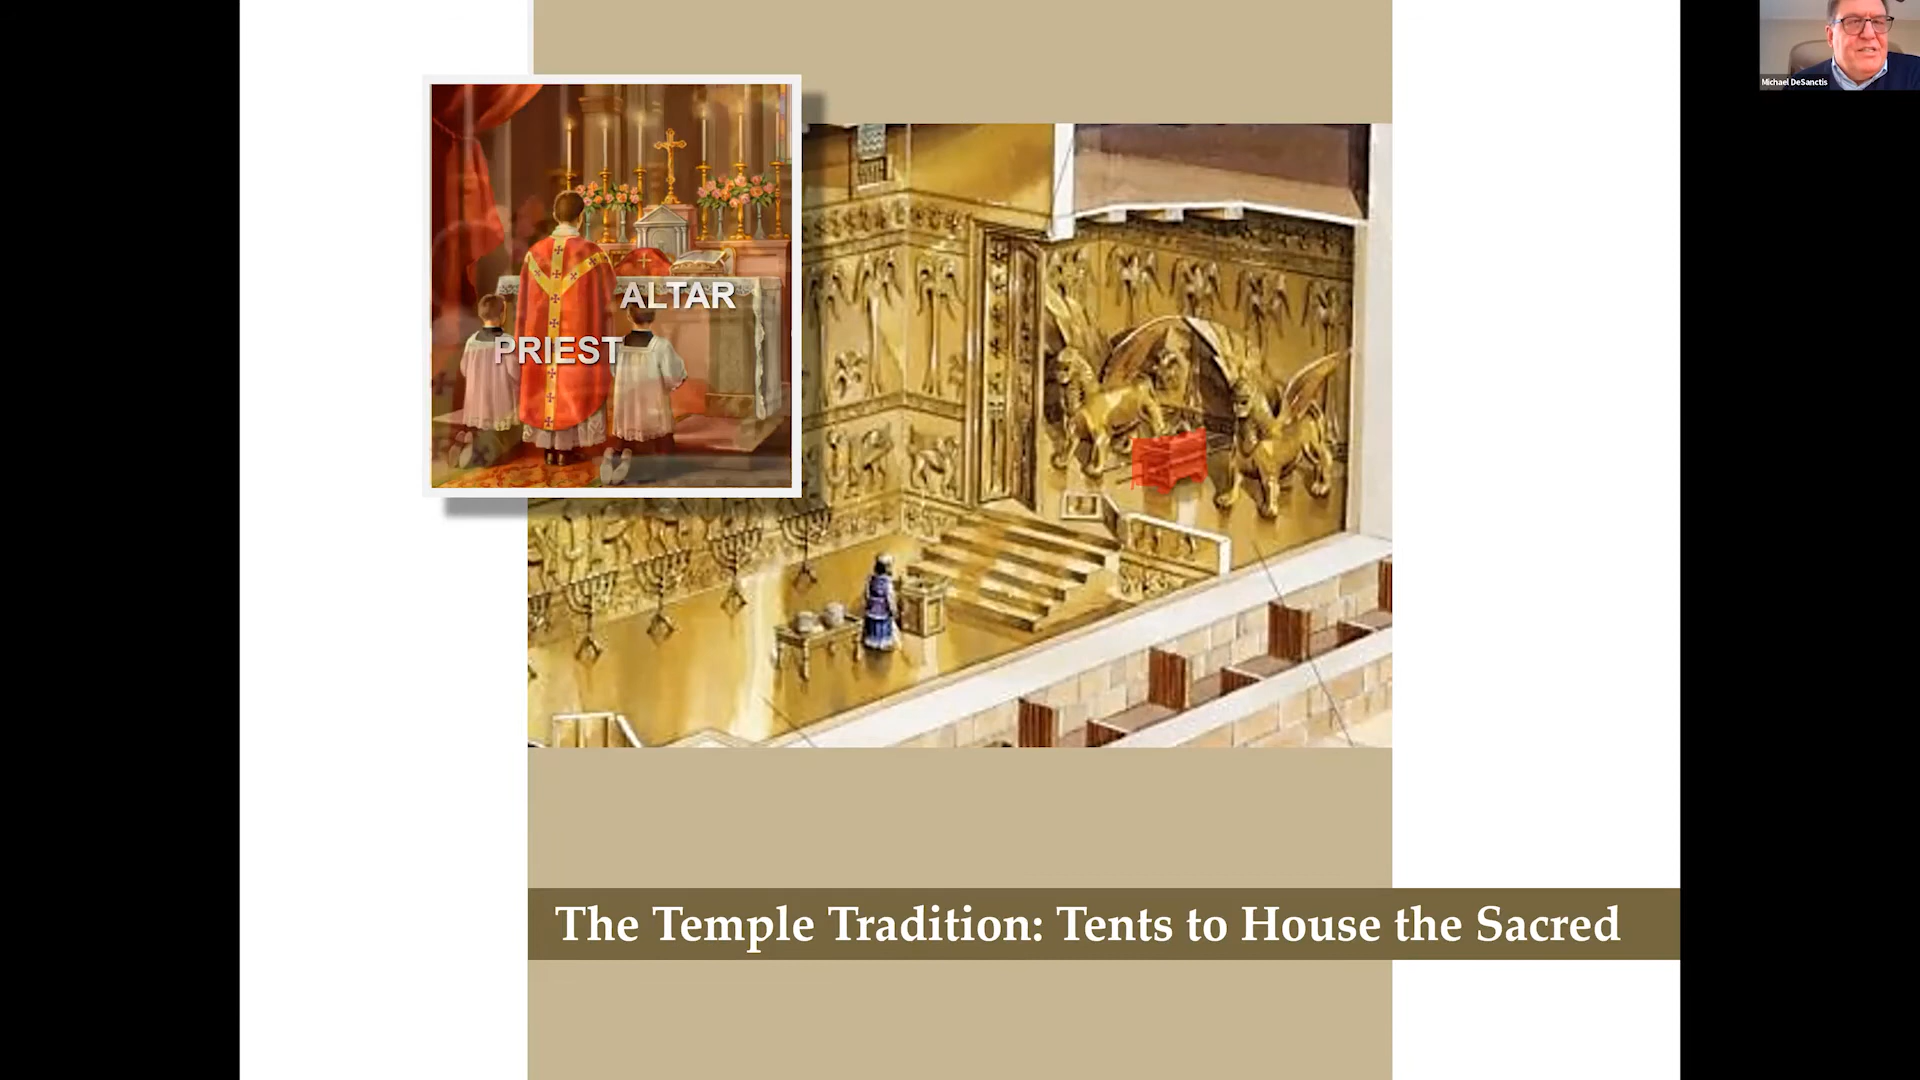 Michael DeSanctis
ALTAR
PRIEST
The Temple Tradition: Tents to House the Sacred